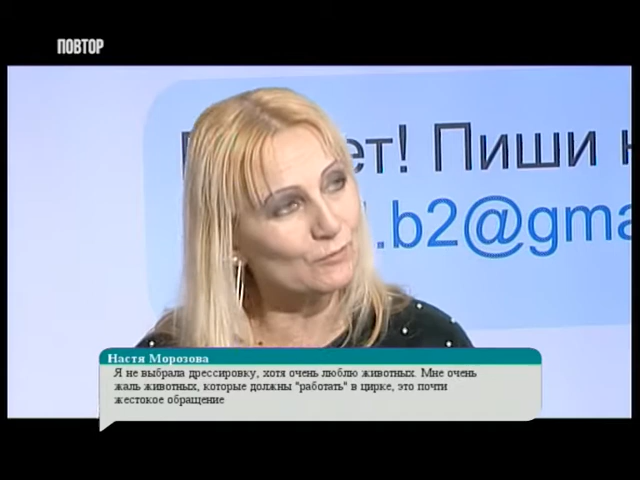 ПОВТОР
ет! Пиши
.b2@gma
Настя Морозова
Я не выбрала дрессировку, хотя очень люблю животных. Мне очень
жаль животных, которые должны "работать" в цирке, это почти
жестокое обращение